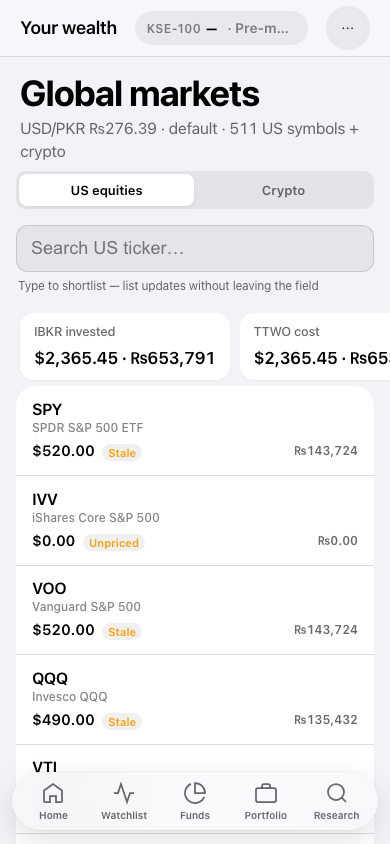 Your wealth
KSE-100 — · Pre-m...
...
Global markets
USD/PKR ₨276.39 · default · 511 US symbols +
crypto
US equities
Crypto
Search US ticker...
Type to shortlist — list updates without leaving the field
IBKR invested
$2,365.45 · ₨653,791
TTWO cost
$2,365.45 · ₨65
SPY
SPDR S&P 500 ETF
$520.00 Stale ₨143,724
IVV
iShares Core S&P 500
$0.00 Unpriced ₨0.00
VOO
Vanguard S&P 500
$520.00 Stale ₨143,724
QQQ
Invesco QQQ
$490.00 Stale ₨135,432
VTI
Home
Watchlist
Funds
Portfolio
Research